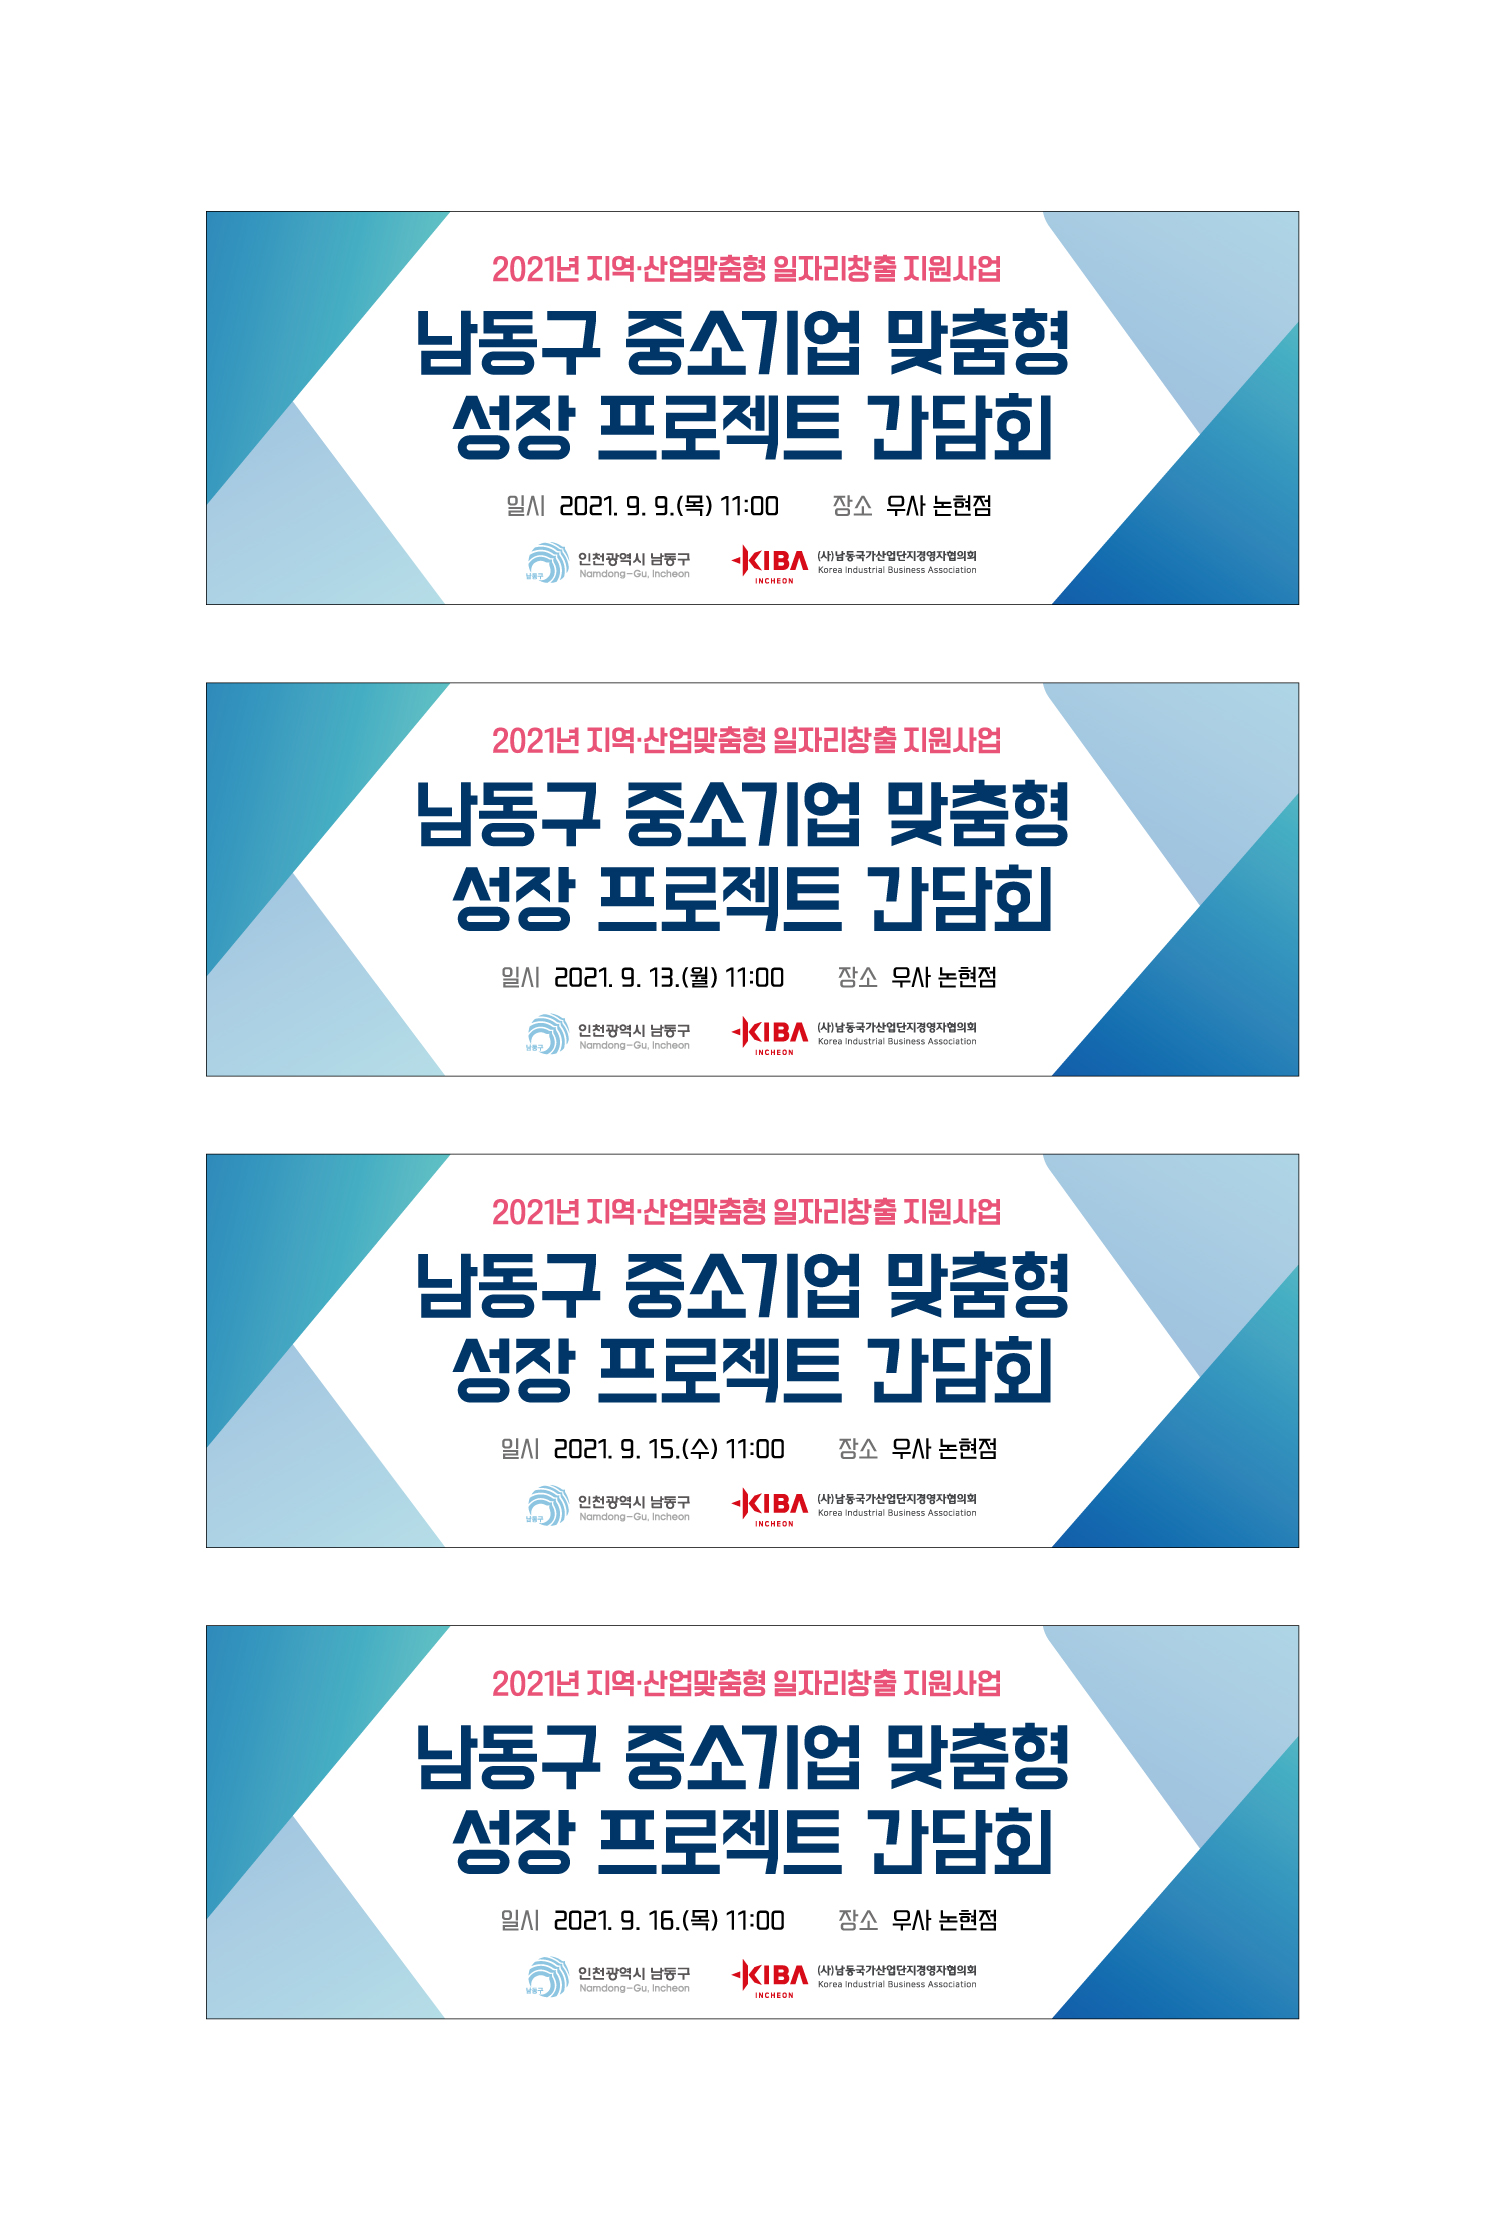 2021년 지역·산업맞춤형 일자리창출 지원사업
남동구 중소기업 맞춤형
성장 프로젝트 간담회
일시 2021. 9. 9.(목) 11:00 장소 우사 논현점
남동구 인천광역시 남동구 KIBA (사)남동국가산업단지경영자협의회
Namdong-Gu, Incheon INCHEON Korea Industrial Business Association
2021년 지역·산업맞춤형 일자리창출 지원사업
남동구 중소기업 맞춤형
성장 프로젝트 간담회
일시 2021. 9. 13.(월) 11:00 장소 우사 논현점
남동구 인천광역시 남동구 KIBA (사)남동국가산업단지경영자협의회
Namdong-Gu, Incheon INCHEON Korea Industrial Business Association
2021년 지역·산업맞춤형 일자리창출 지원사업
남동구 중소기업 맞춤형
성장 프로젝트 간담회
일시 2021. 9. 15.(수) 11:00 장소 우사 논현점
남동구 인천광역시 남동구 KIBA (사)남동국가산업단지경영자협의회
Namdong-Gu, Incheon INCHEON Korea Industrial Business Association
2021년 지역·산업맞춤형 일자리창출 지원사업
남동구 중소기업 맞춤형
성장 프로젝트 간담회
일시 2021. 9. 16.(목) 11:00 장소 우사 논현점
남동구 인천광역시 남동구 KIBA (사)남동국가산업단지경영자협의회
Namdong-Gu, Incheon INCHEON Korea Industrial Business Association